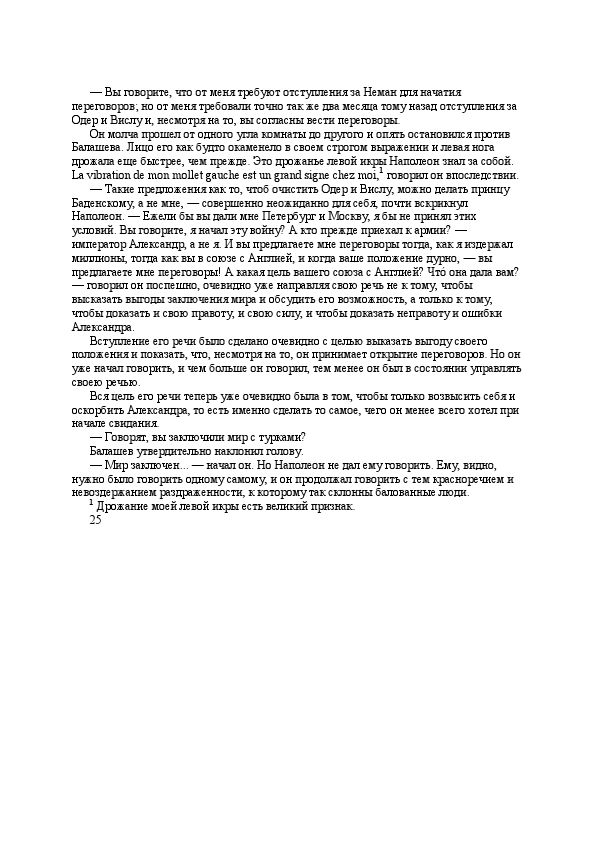 — Вы говорите, что от меня требуют отступления за Неман для начатия
переговоров; но от меня требовали точно так же два месяца тому назад отступления за
Одер и Вислу и, несмотря на то, вы согласны вести переговоры.
Он молча прошел от одного угла комнаты до другого и опять остановился против
Балашева. Лицо его как будто окаменело в своем строгом выражении и левая нога
дрожала еще быстрее, чем прежде. Это дрожанье левой икры Наполеон знал за собой.
La vibration de mon mollet gauche est un grand signe chez moi,¹ говорил он впоследствии.
— Такие предложения как то, чтоб очистить Одер и Вислу, можно делать принцу
Баденскому, а не мне, — совершенно неожиданно для себя, почти вскрикнул
Наполеон. — Ежели бы вы дали мне Петербург и Москву, я бы не принял этих
условий. Вы говорите, я начал эту войну? А кто прежде приехал к армии? —
император Александр, а не я. И вы предлагаете мне переговоры тогда, как я издержал
миллионы, тогда как вы в союзе с Англией, и когда ваше положение дурно, — вы
предлагаете мне переговоры! А какая цель вашего союза с Англией? Что́ она дала вам?
— говорил он поспешно, очевидно уже направляя свою речь не к тому, чтобы
высказать выгоды заключения мира и обсудить его возможность, а только к тому,
чтобы доказать и свою правоту, и свою силу, и чтобы доказать неправоту и ошибки
Александра.
Вступление его речи было сделано очевидно с целью выказать выгоду своего
положения и показать, что, несмотря на то, он принимает открытие переговоров. Но он
уже начал говорить, и чем больше он говорил, тем менее он был в состоянии управлять
своею речью.
Вся цель его речи теперь уже очевидно была в том, чтобы только возвысить себя и
оскорбить Александра, то есть именно сделать то самое, чего он менее всего хотел при
начале свидания.
— Говорят, вы заключили мир с турками?
Балашев утвердительно наклонил голову.
— Мир заключен... — начал он. Но Наполеон не дал ему говорить. Ему, видно,
нужно было говорить одному самому, и он продолжал говорить с тем красноречием и
невоздержанием раздраженности, к которому так склонны балованные люди.
¹ Дрожание моей левой икры есть великий признак.
25